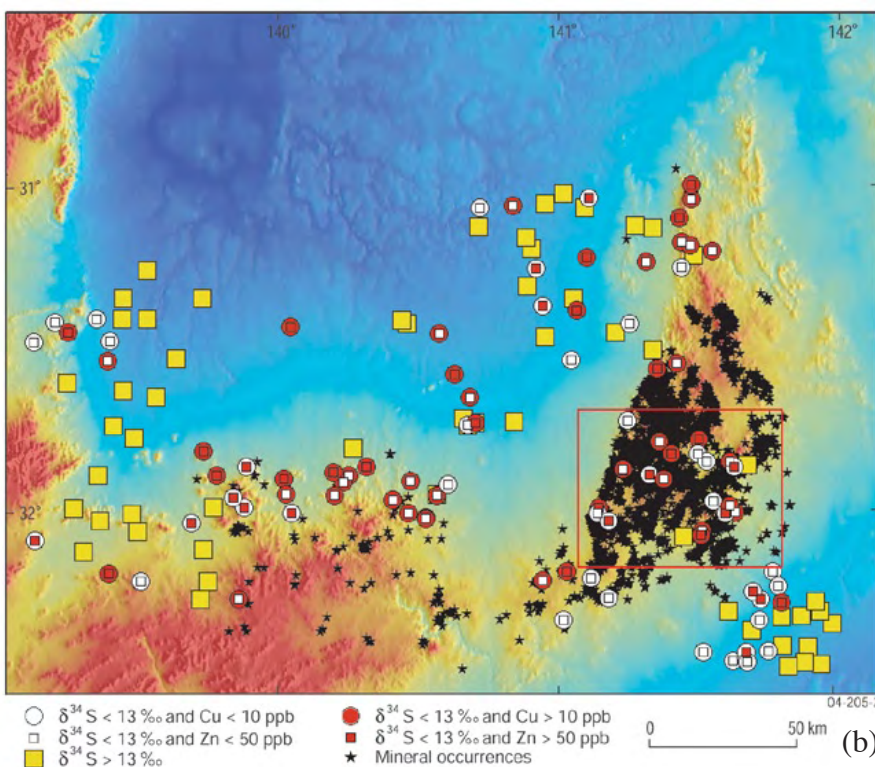 140° 141° 142°
31°
32°
04-205-
δ³⁴ S < 13 ‰ and Cu < 10 ppb
δ³⁴ S < 13 ‰ and Zn < 50 ppb
δ³⁴ S > 13 ‰
δ³⁴ S < 13 ‰ and Cu > 10 ppb
δ³⁴ S < 13 ‰ and Zn > 50 ppb
Mineral occurrences
0 50 km
(b)